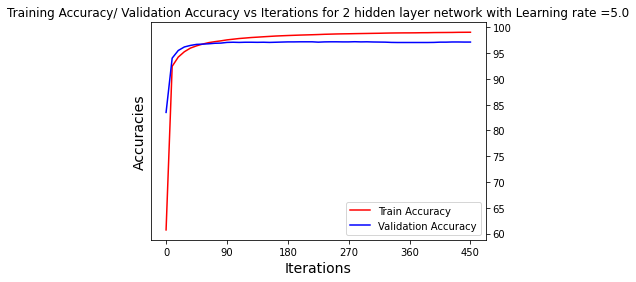 Training Accuracy/ Validation Accuracy vs Iterations for 2 hidden layer network with Learning rate =5.0
Accuracies
100
95
90
85
80
75
70
65
60
Train Accuracy
Validation Accuracy
0 90 180 270 360 450
Iterations